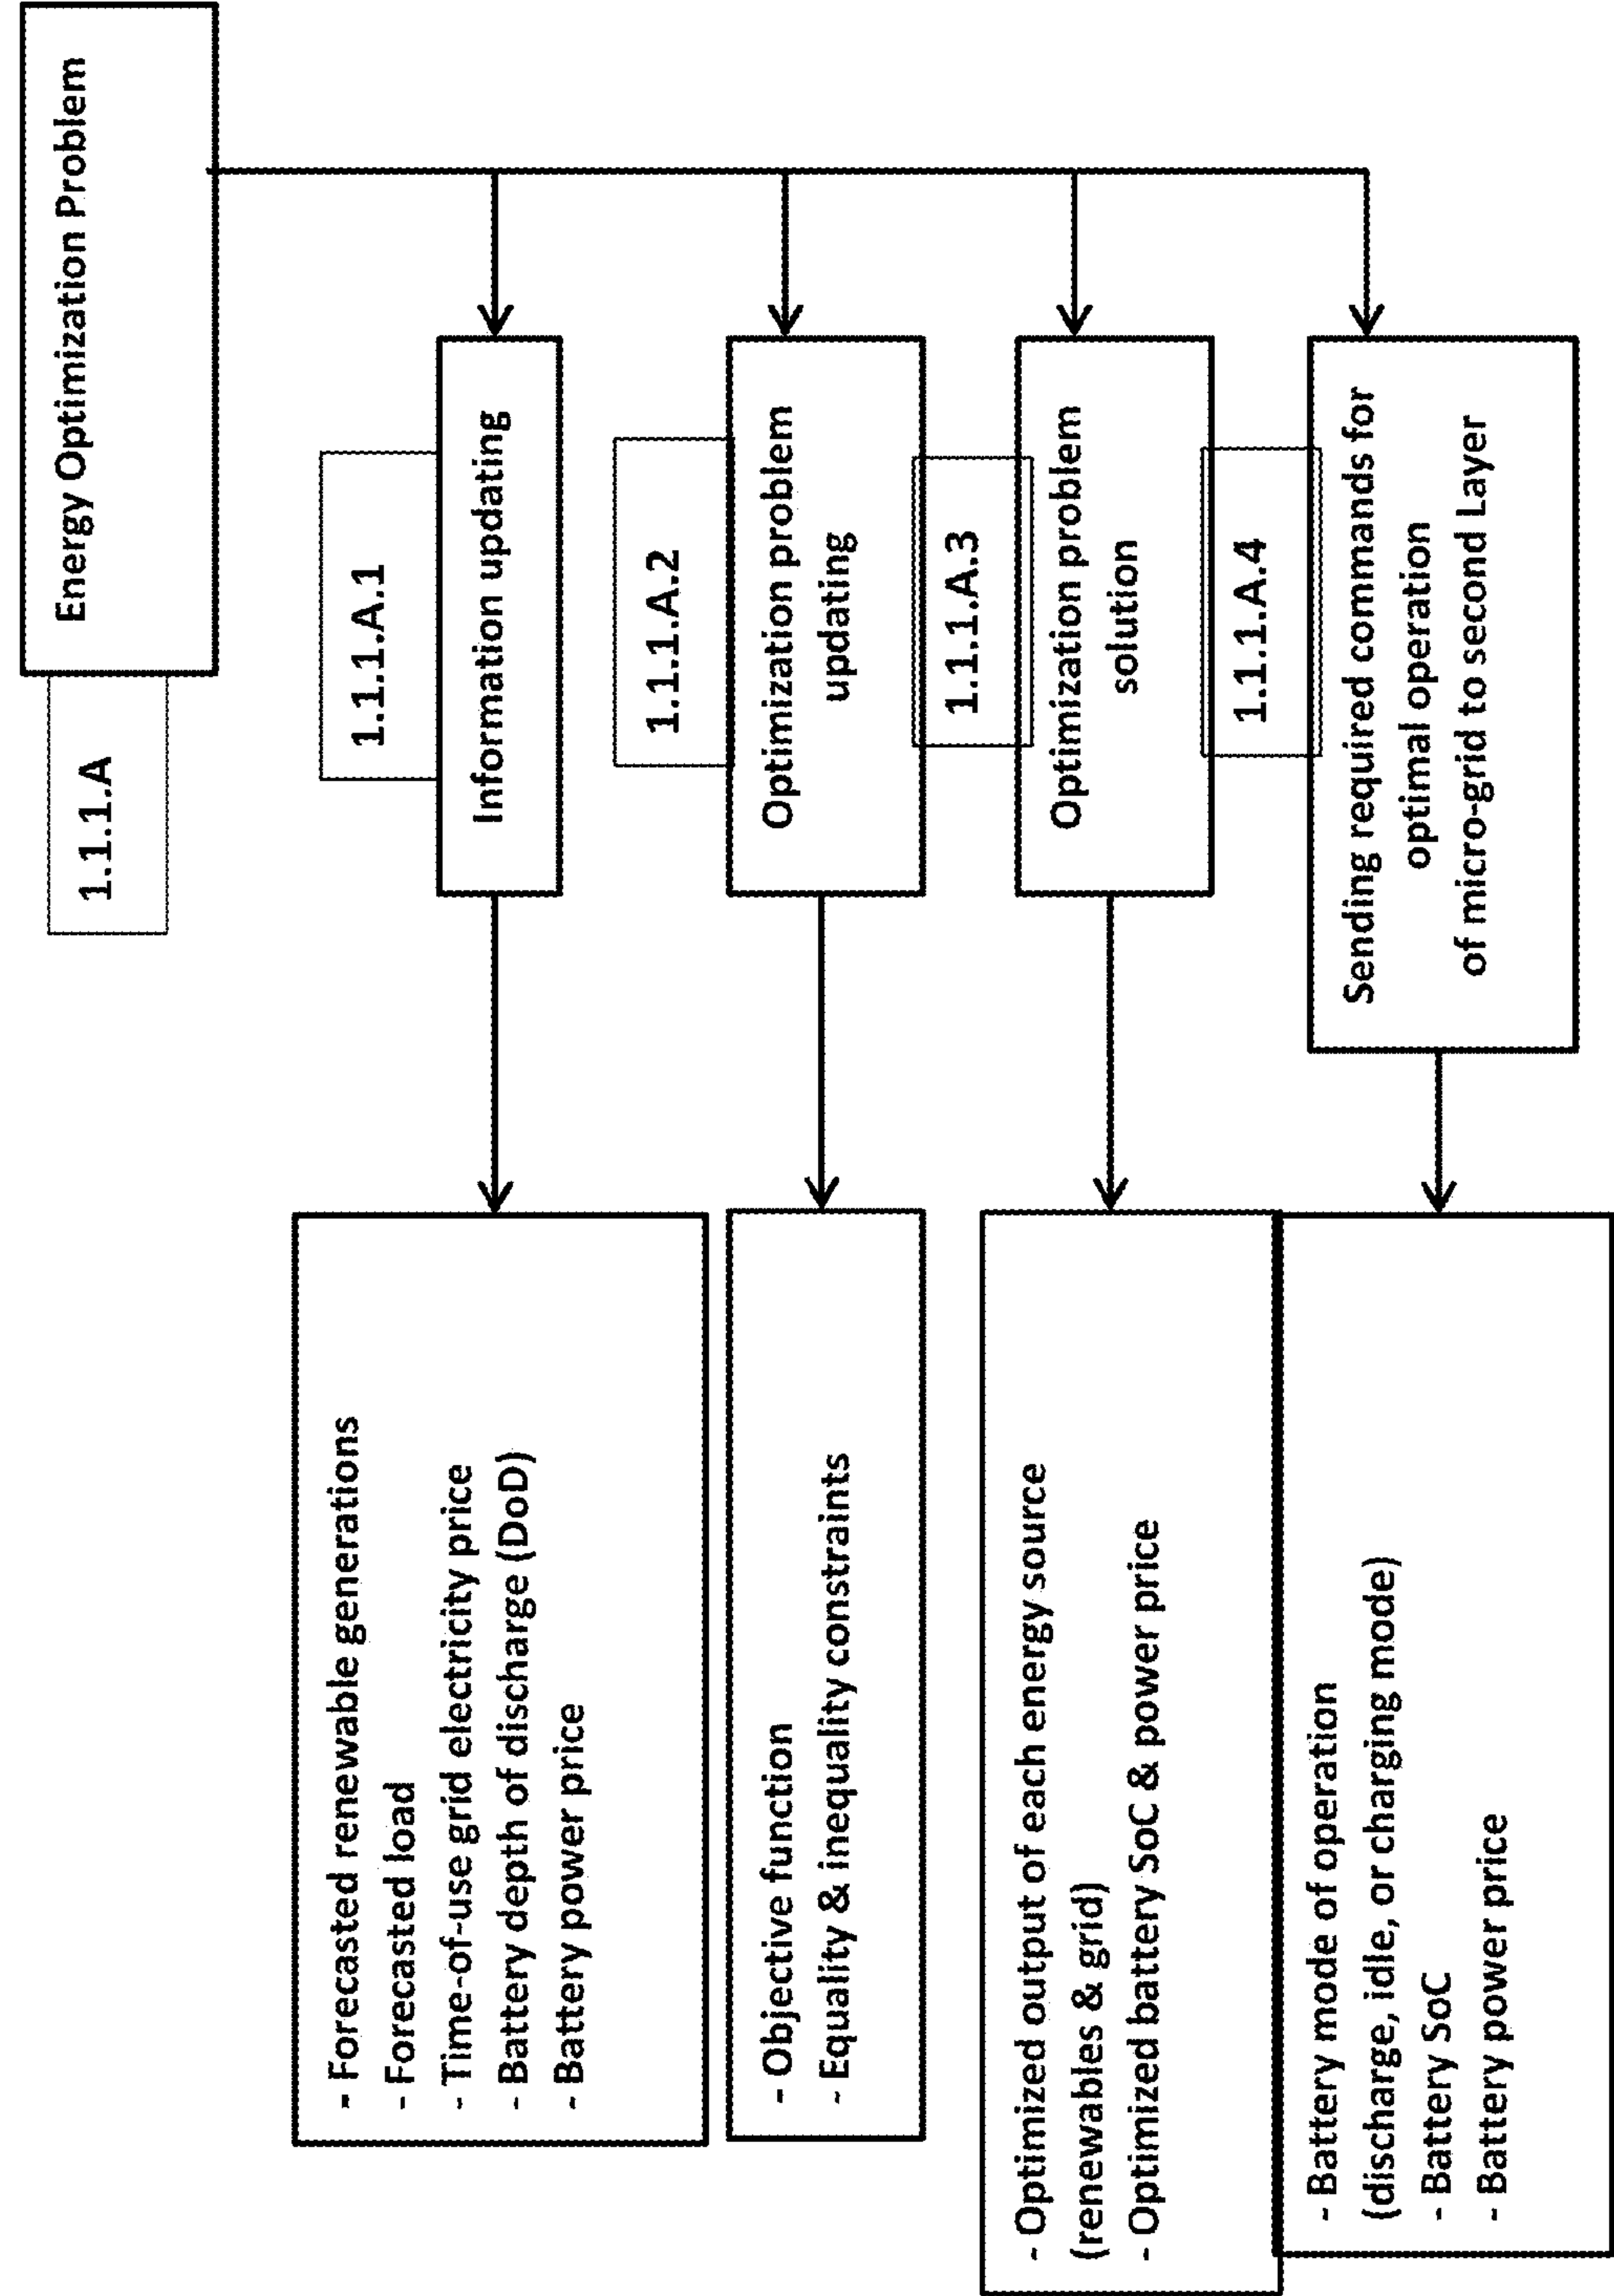 1.1.1.A
Energy Optimization Problem
1.1.1.A.1
Information updating
- Forecasted renewable generations
- Forecasted load
- Time-of-use grid electricity price
- Battery depth of discharge (DoD)
- Battery power price
1.1.1.A.2
Optimization problem
updating
- Objective function
- Equality & inequality constraints
1.1.1.A.3
Optimization problem
solution
- Optimized output of each energy source
(renewables & grid)
- Optimized battery SoC & power price
1.1.1.A.4
Sending required commands for
optimal operation
of micro-grid to second Layer
- Battery mode of operation
(discharge, idle, or charging mode)
- Battery SoC
- Battery power price